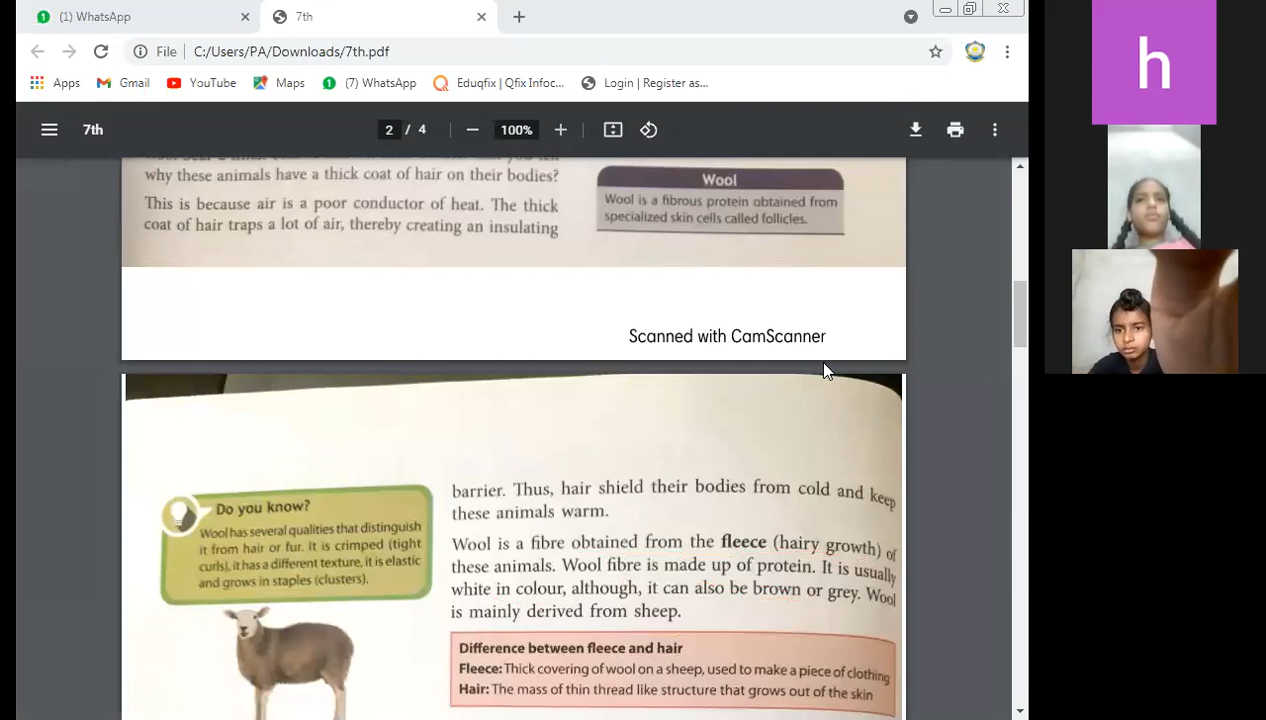 (1) WhatsApp
7th
File
C:/Users/PA/Downloads/7th.pdf
Apps
Gmail
YouTube
Maps
(7) WhatsApp
Eduqfix | Qfix Infoc...
Login | Register as...
7th
2 / 4
100%
h
why these animals have a thick coat of hair on their bodies?
This is because air is a poor conductor of heat. The thick
coat of hair traps a lot of air, thereby creating an insulating
Wool
Wool is a fibrous protein obtained from
specialized skin cells called follicles.
Scanned with CamScanner
Do you know?
Wool has several qualities that distinguish
it from hair or fur. It is crimped (tight
curls), it has a different texture, it is elastic
and grows in staples (clusters).
barrier. Thus, hair shield their bodies from cold and keep
these animals warm.
Wool is a fibre obtained from the fleece (hairy growth) of
these animals. Wool fibre is made up of protein. It is usually
white in colour, although, it can also be brown or grey. Wool
is mainly derived from sheep.
Difference between fleece and hair
Fleece: Thick covering of wool on a sheep, used to make a piece of clothing
Hair: The mass of thin thread like structure that grows out of the skin